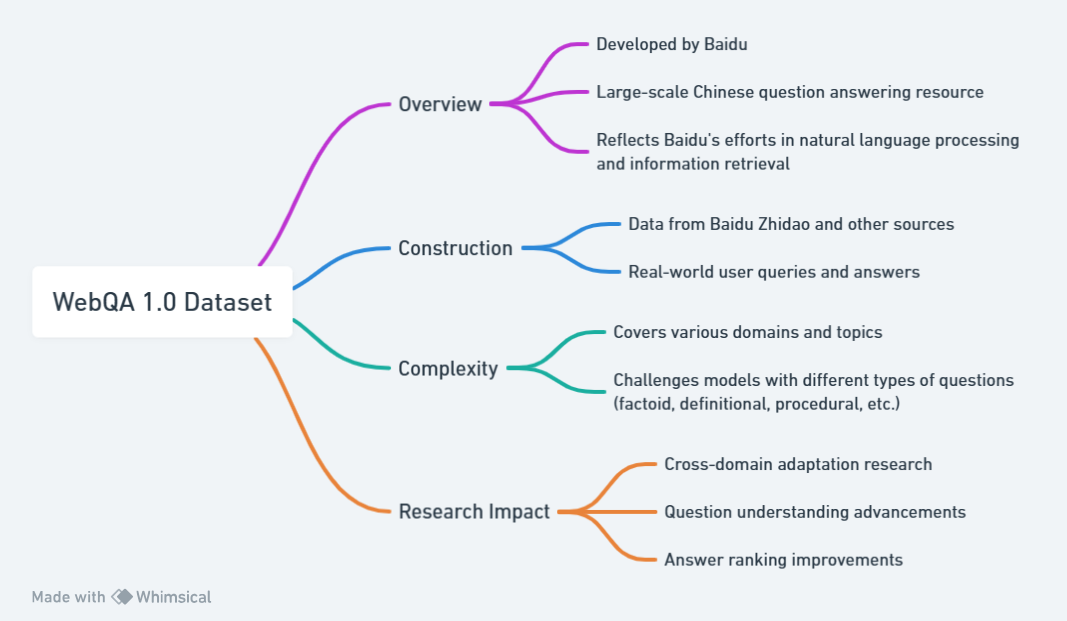 WebQA 1.0 Dataset
Overview
Developed by Baidu
Large-scale Chinese question answering resource
Reflects Baidu's efforts in natural language processing
and information retrieval
Construction
Data from Baidu Zhidao and other sources
Real-world user queries and answers
Complexity
Covers various domains and topics
Challenges models with different types of questions
(factoid, definitional, procedural, etc.)
Research Impact
Cross-domain adaptation research
Question understanding advancements
Answer ranking improvements
Made with Whimsical